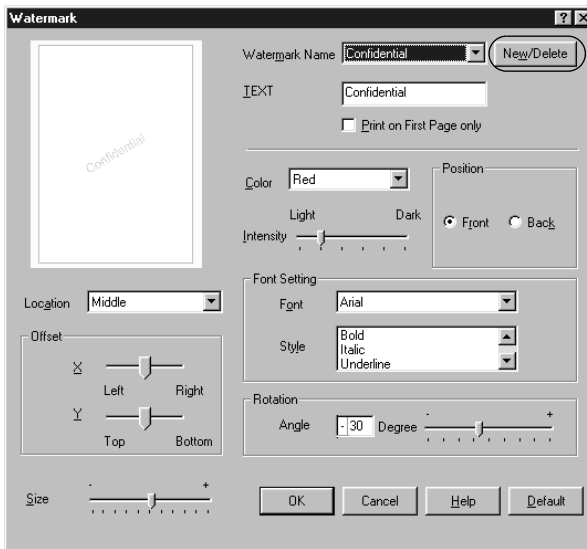 Watermark
Watermark Name Confidential New/Delete
TEXT Confidential
Print on First Page only
Confidential
Color Red
Position
Light Dark
Intensity
Front Back
Location Middle
Font Setting
Font Arial
Style Bold
Italic
Underline
Offset
X
Left Right
Y
Top Bottom
Rotation
- +
Angle -30 Degree
Size - +
OK Cancel Help Default